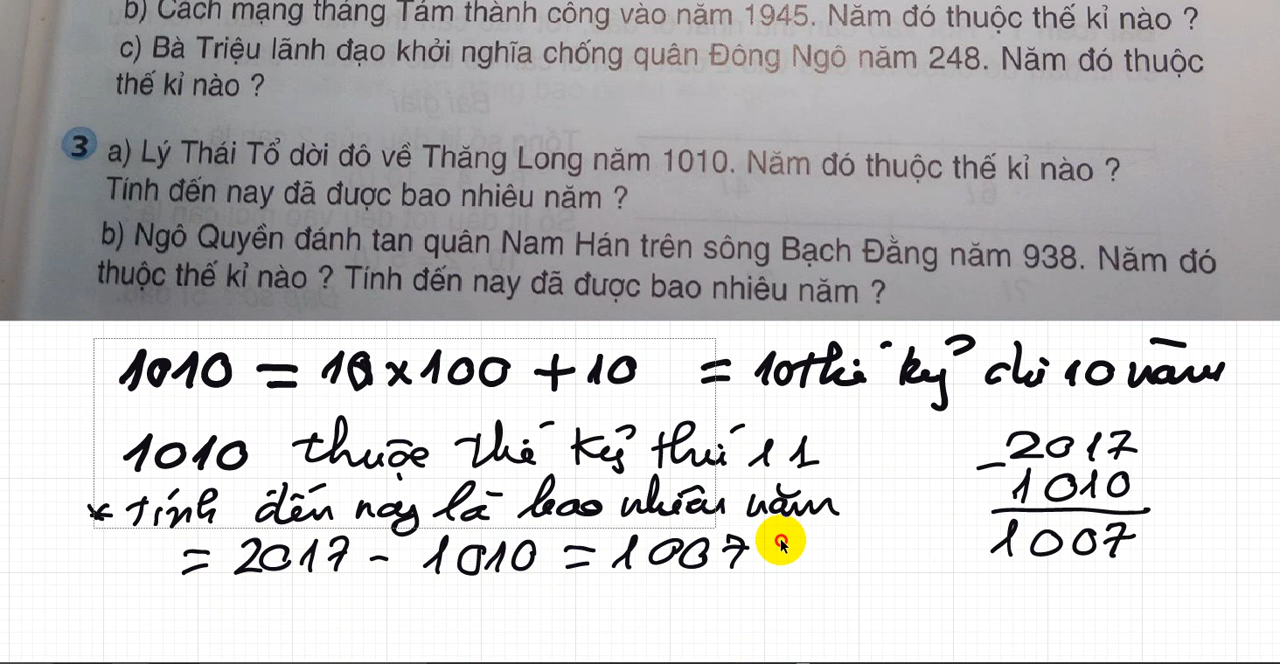 b) Cách mạng tháng Tám thành công vào năm 1945. Năm đó thuộc thế kỉ nào ?
c) Bà Triệu lãnh đạo khởi nghĩa chống quân Đông Ngô năm 248. Năm đó thuộc
thế kỉ nào ?
3 a) Lý Thái Tổ dời đô về Thăng Long năm 1010. Năm đó thuộc thế kỉ nào ?
Tính đến nay đã được bao nhiêu năm ?
b) Ngô Quyền đánh tan quân Nam Hán trên sông Bạch Đằng năm 938. Năm đó
thuộc thế kỉ nào ? Tính đến nay đã được bao nhiêu năm ?
1010 = 10 x 100 + 10 = 10 thế kỷ dư 10 năm
1010 thuộc thế kỷ thứ 11
* tính đến nay là bao nhiêu năm
= 2017 - 1010 = 1007
- 2017
1010
1007